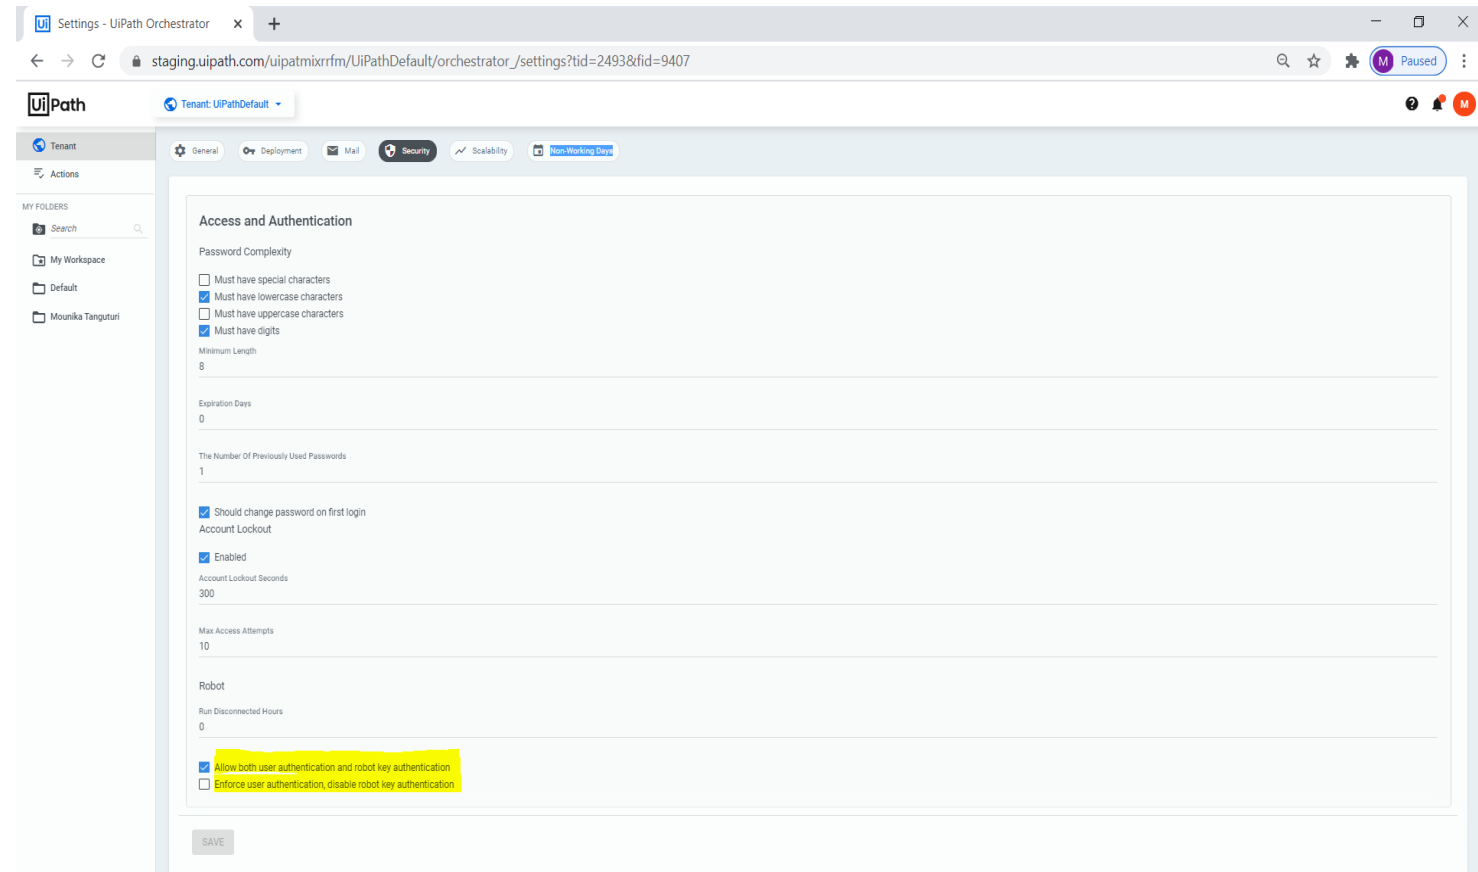 Ui Settings - UiPath Orchestrator
staging.uipath.com/uipatmixrrfm/UiPathDefault/orchestrator_/settings?tid=2493&fid=9407
M Paused
UiPath
Tenant: UiPathDefault
M
Tenant
Actions
MY FOLDERS
Search
My Workspace
Default
Mounika Tanguturi
General Deployment Mail Security Scalability Non-Working Days
Access and Authentication
Password Complexity
Must have special characters
Must have lowercase characters
Must have uppercase characters
Must have digits
Minimum Length
8
Expiration Days
0
The Number Of Previously Used Passwords
1
Should change password on first login
Account Lockout
Enabled
Account Lockout Seconds
300
Max Access Attempts
10
Robot
Run Disconnected Hours
0
Allow both user authentication and robot key authentication
Enforce user authentication, disable robot key authentication
SAVE